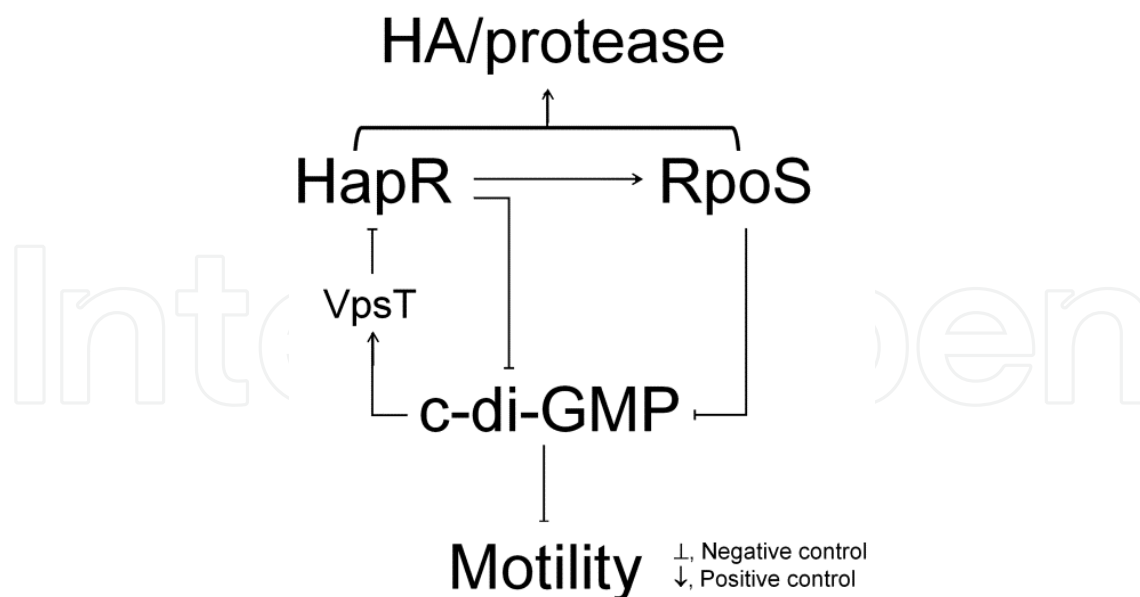 HA/protease
HapR
RpoS
VpsT
c-di-GMP
Motility
⊥, Negative control
↓, Positive control